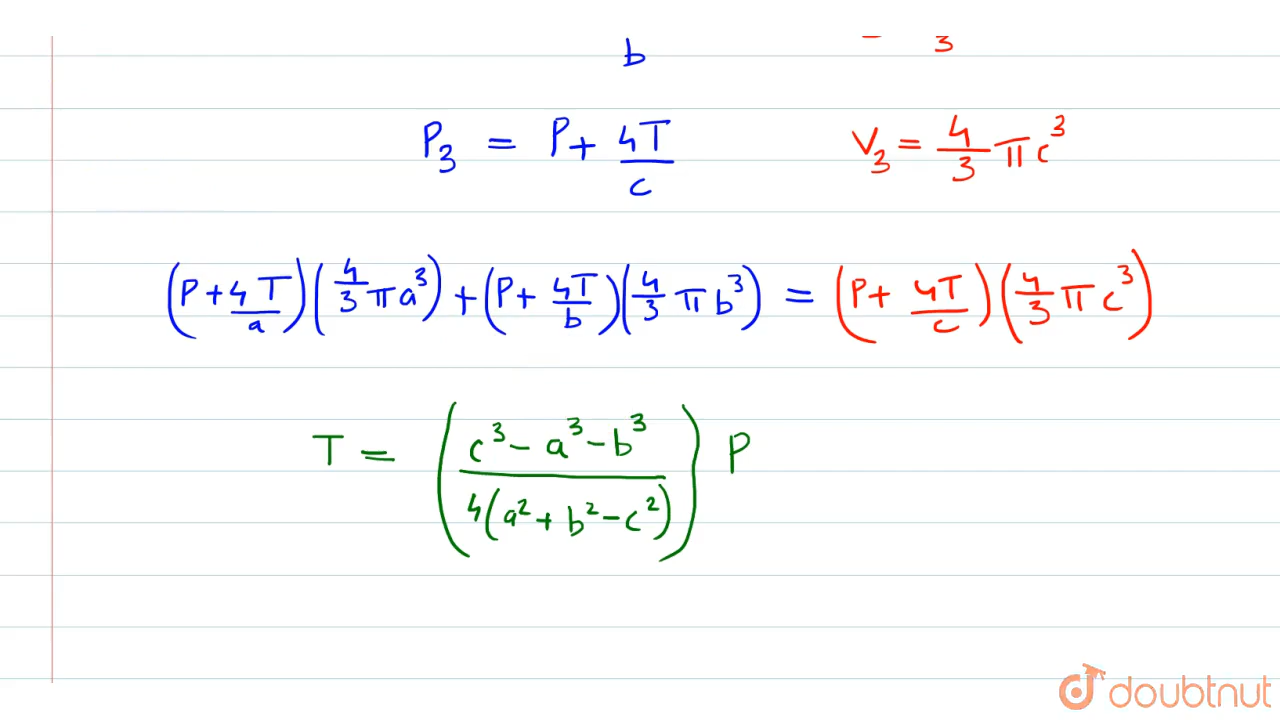 b 3
P₃ = P + 4T/c V₃ = 4/3 π c³
(P + 4T/a)(4/3 π a³) + (P + 4T/b)(4/3 π b³) = (P + 4T/c)(4/3 π c³)
T = (c³ - a³ - b³ / 4(a² + b² - c²)) P
doubtnut